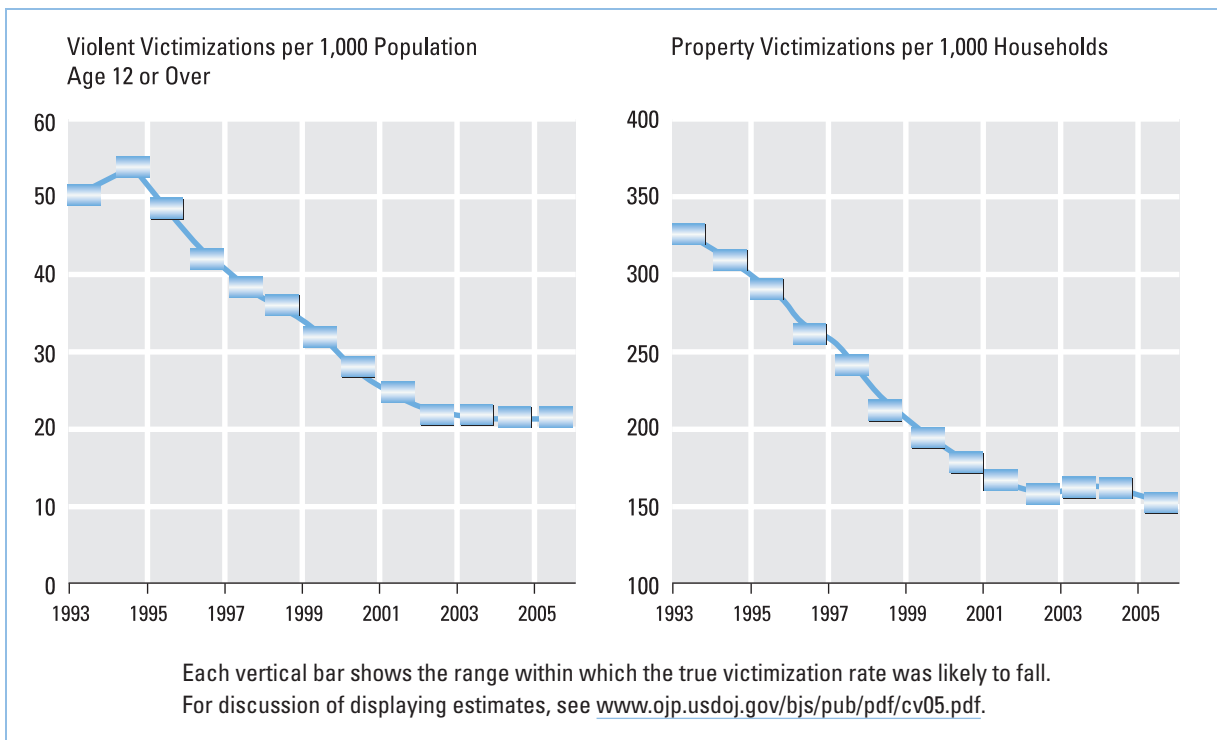 Violent Victimizations per 1,000 Population
Age 12 or Over
60
50
40
30
20
10
0
1993 1995 1997 1999 2001 2003 2005
Property Victimizations per 1,000 Households
400
350
300
250
200
150
100
1993 1995 1997 1999 2001 2003 2005
Each vertical bar shows the range within which the true victimization rate was likely to fall.
For discussion of displaying estimates, see www.ojp.usdoj.gov/bjs/pub/pdf/cv05.pdf.